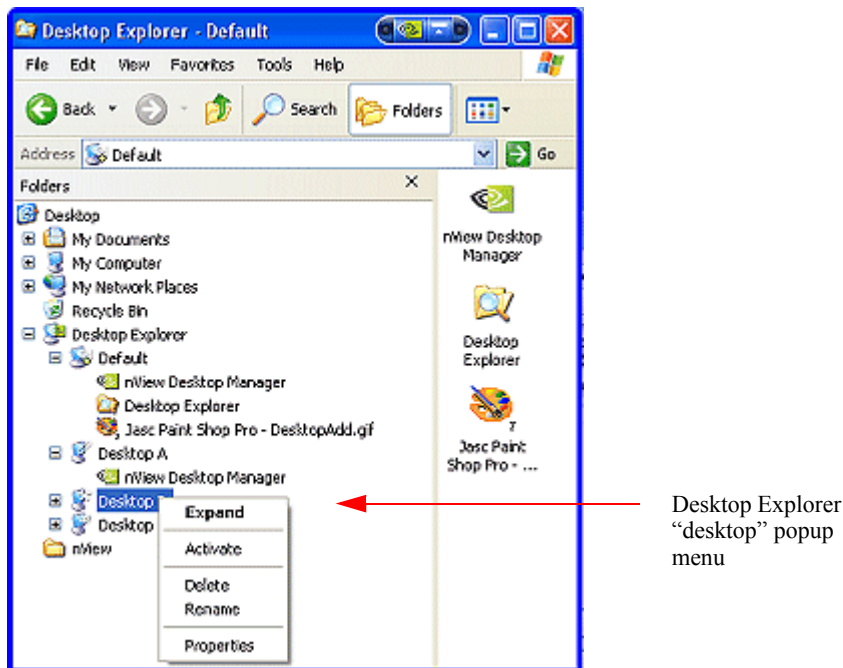 Desktop Explorer - Default
File Edit View Favorites Tools Help
Back Search Folders
Address Default Go
Folders
Desktop
My Documents
My Computer
My Network Places
Recycle Bin
Desktop Explorer
Default
nView Desktop Manager
Desktop Explorer
Jasc Paint Shop Pro - DesktopAdd.gif
Desktop A
nView Desktop Manager
Desktop
Desktop
nView
Expand
Activate
Delete
Rename
Properties
nView Desktop
Manager
Desktop
Explorer
Jasc Paint
Shop Pro - ...
Desktop Explorer
“desktop” popup
menu